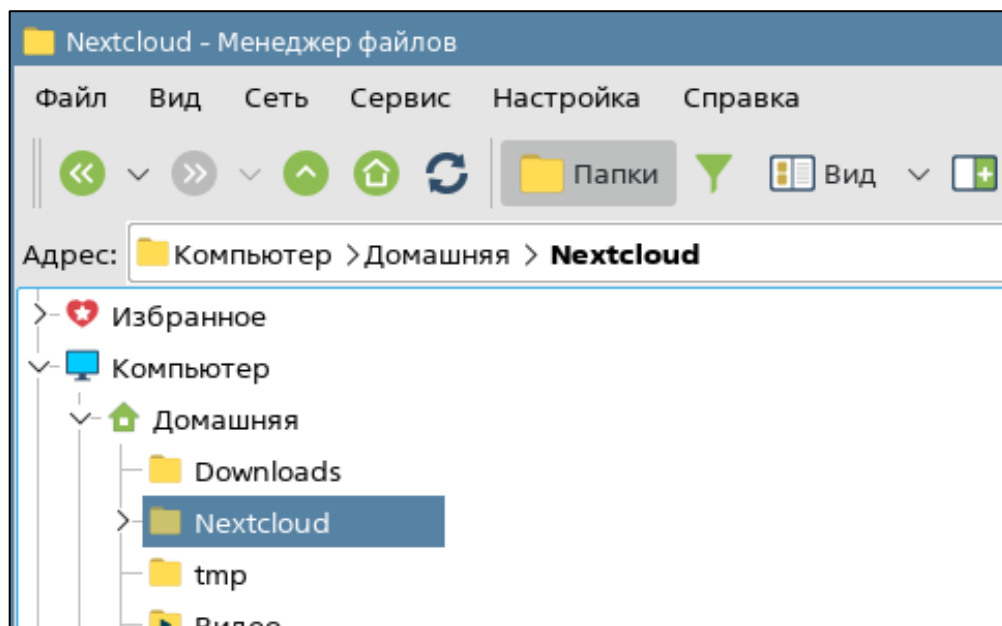 Nextcloud - Менеджер файлов
Файл Вид Сеть Сервис Настройка Справка
Папки Вид
Адрес: Компьютер >Домашняя > Nextcloud
Избранное
Компьютер
Домашняя
Downloads
Nextcloud
tmp
Видео